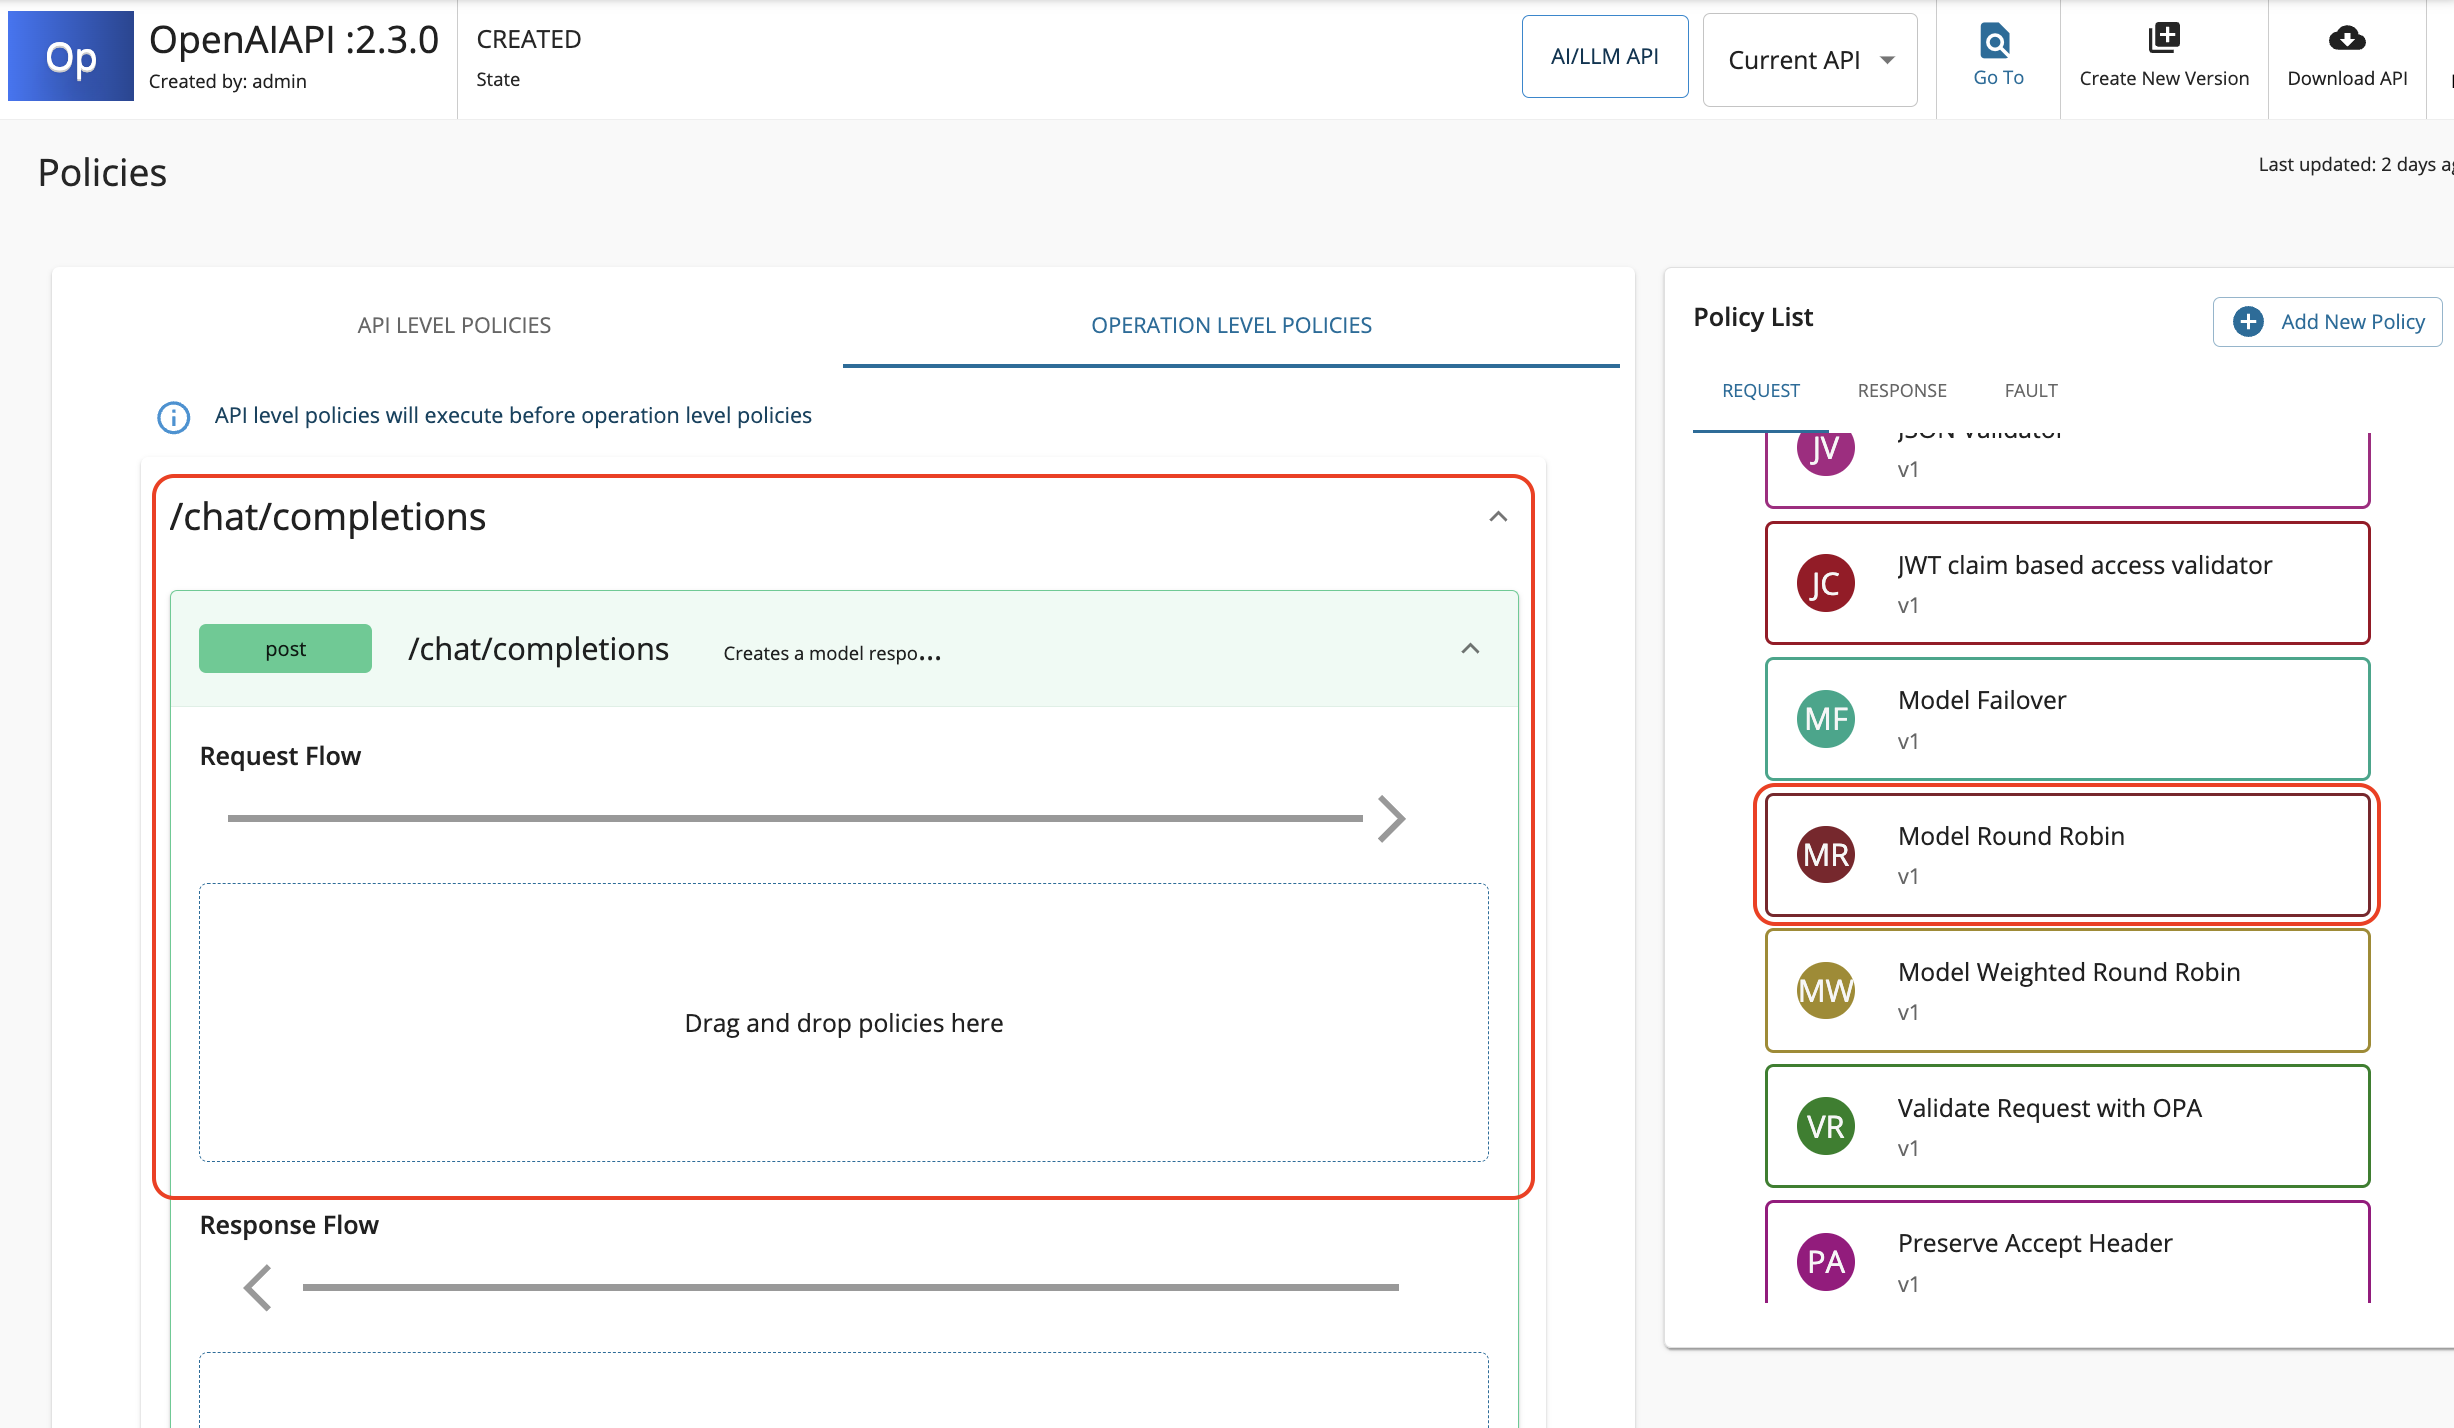 Op
OpenAIAPI :2.3.0
Created by: admin
CREATED
State
AI/LLM API
Current API
Go To
Create New Version
Download API
Policies
Last updated: 2 days
API LEVEL POLICIES
OPERATION LEVEL POLICIES
API level policies will execute before operation level policies
/chat/completions
post
/chat/completions
Creates a model respo...
Request Flow
Drag and drop policies here
Response Flow
Policy List
Add New Policy
REQUEST
RESPONSE
FAULT
JV
JSON Validator
v1
JC
JWT claim based access validator
v1
MF
Model Failover
v1
MR
Model Round Robin
v1
MW
Model Weighted Round Robin
v1
VR
Validate Request with OPA
v1
PA
Preserve Accept Header
v1